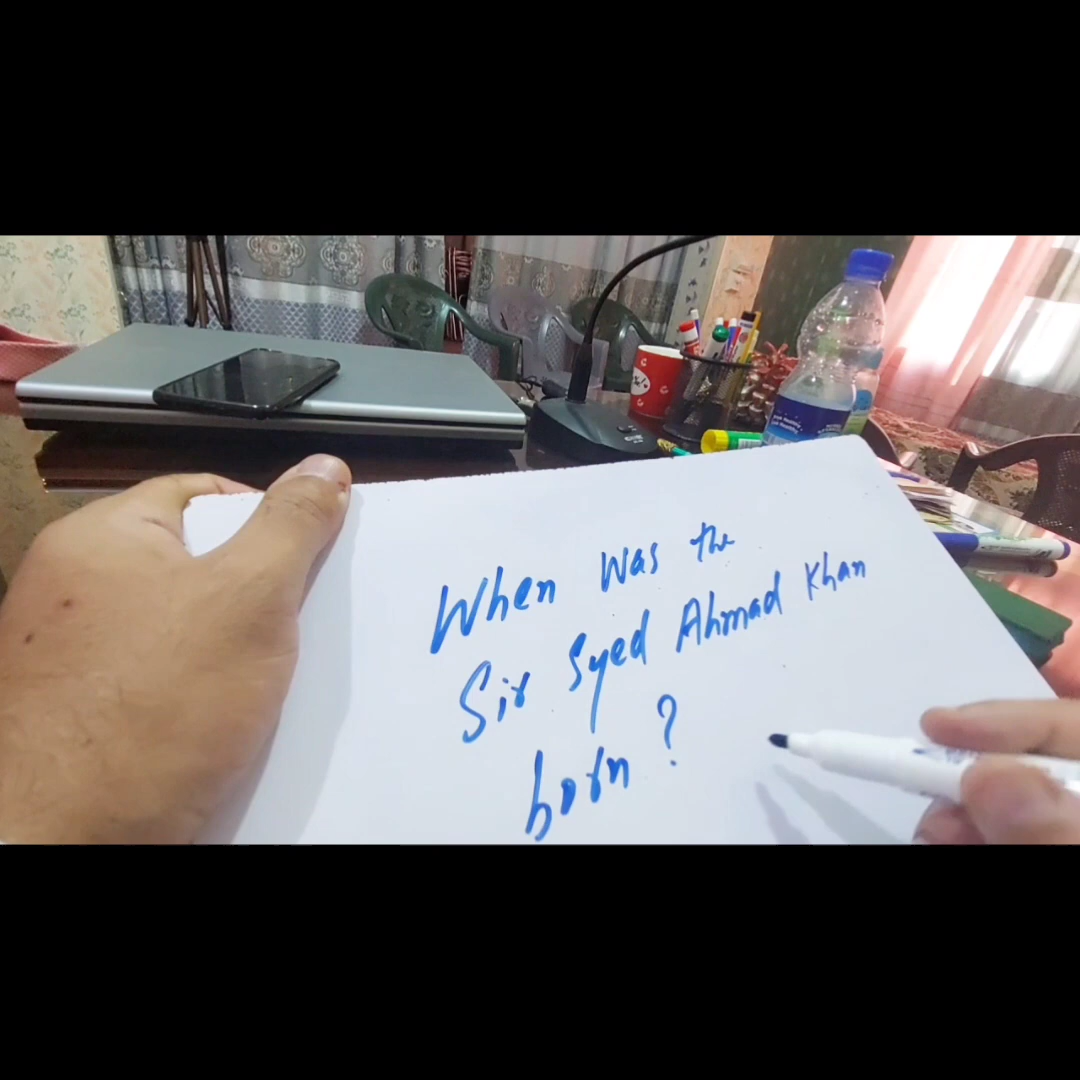 When Was the
Sir Syed Ahmad Khan
born ?